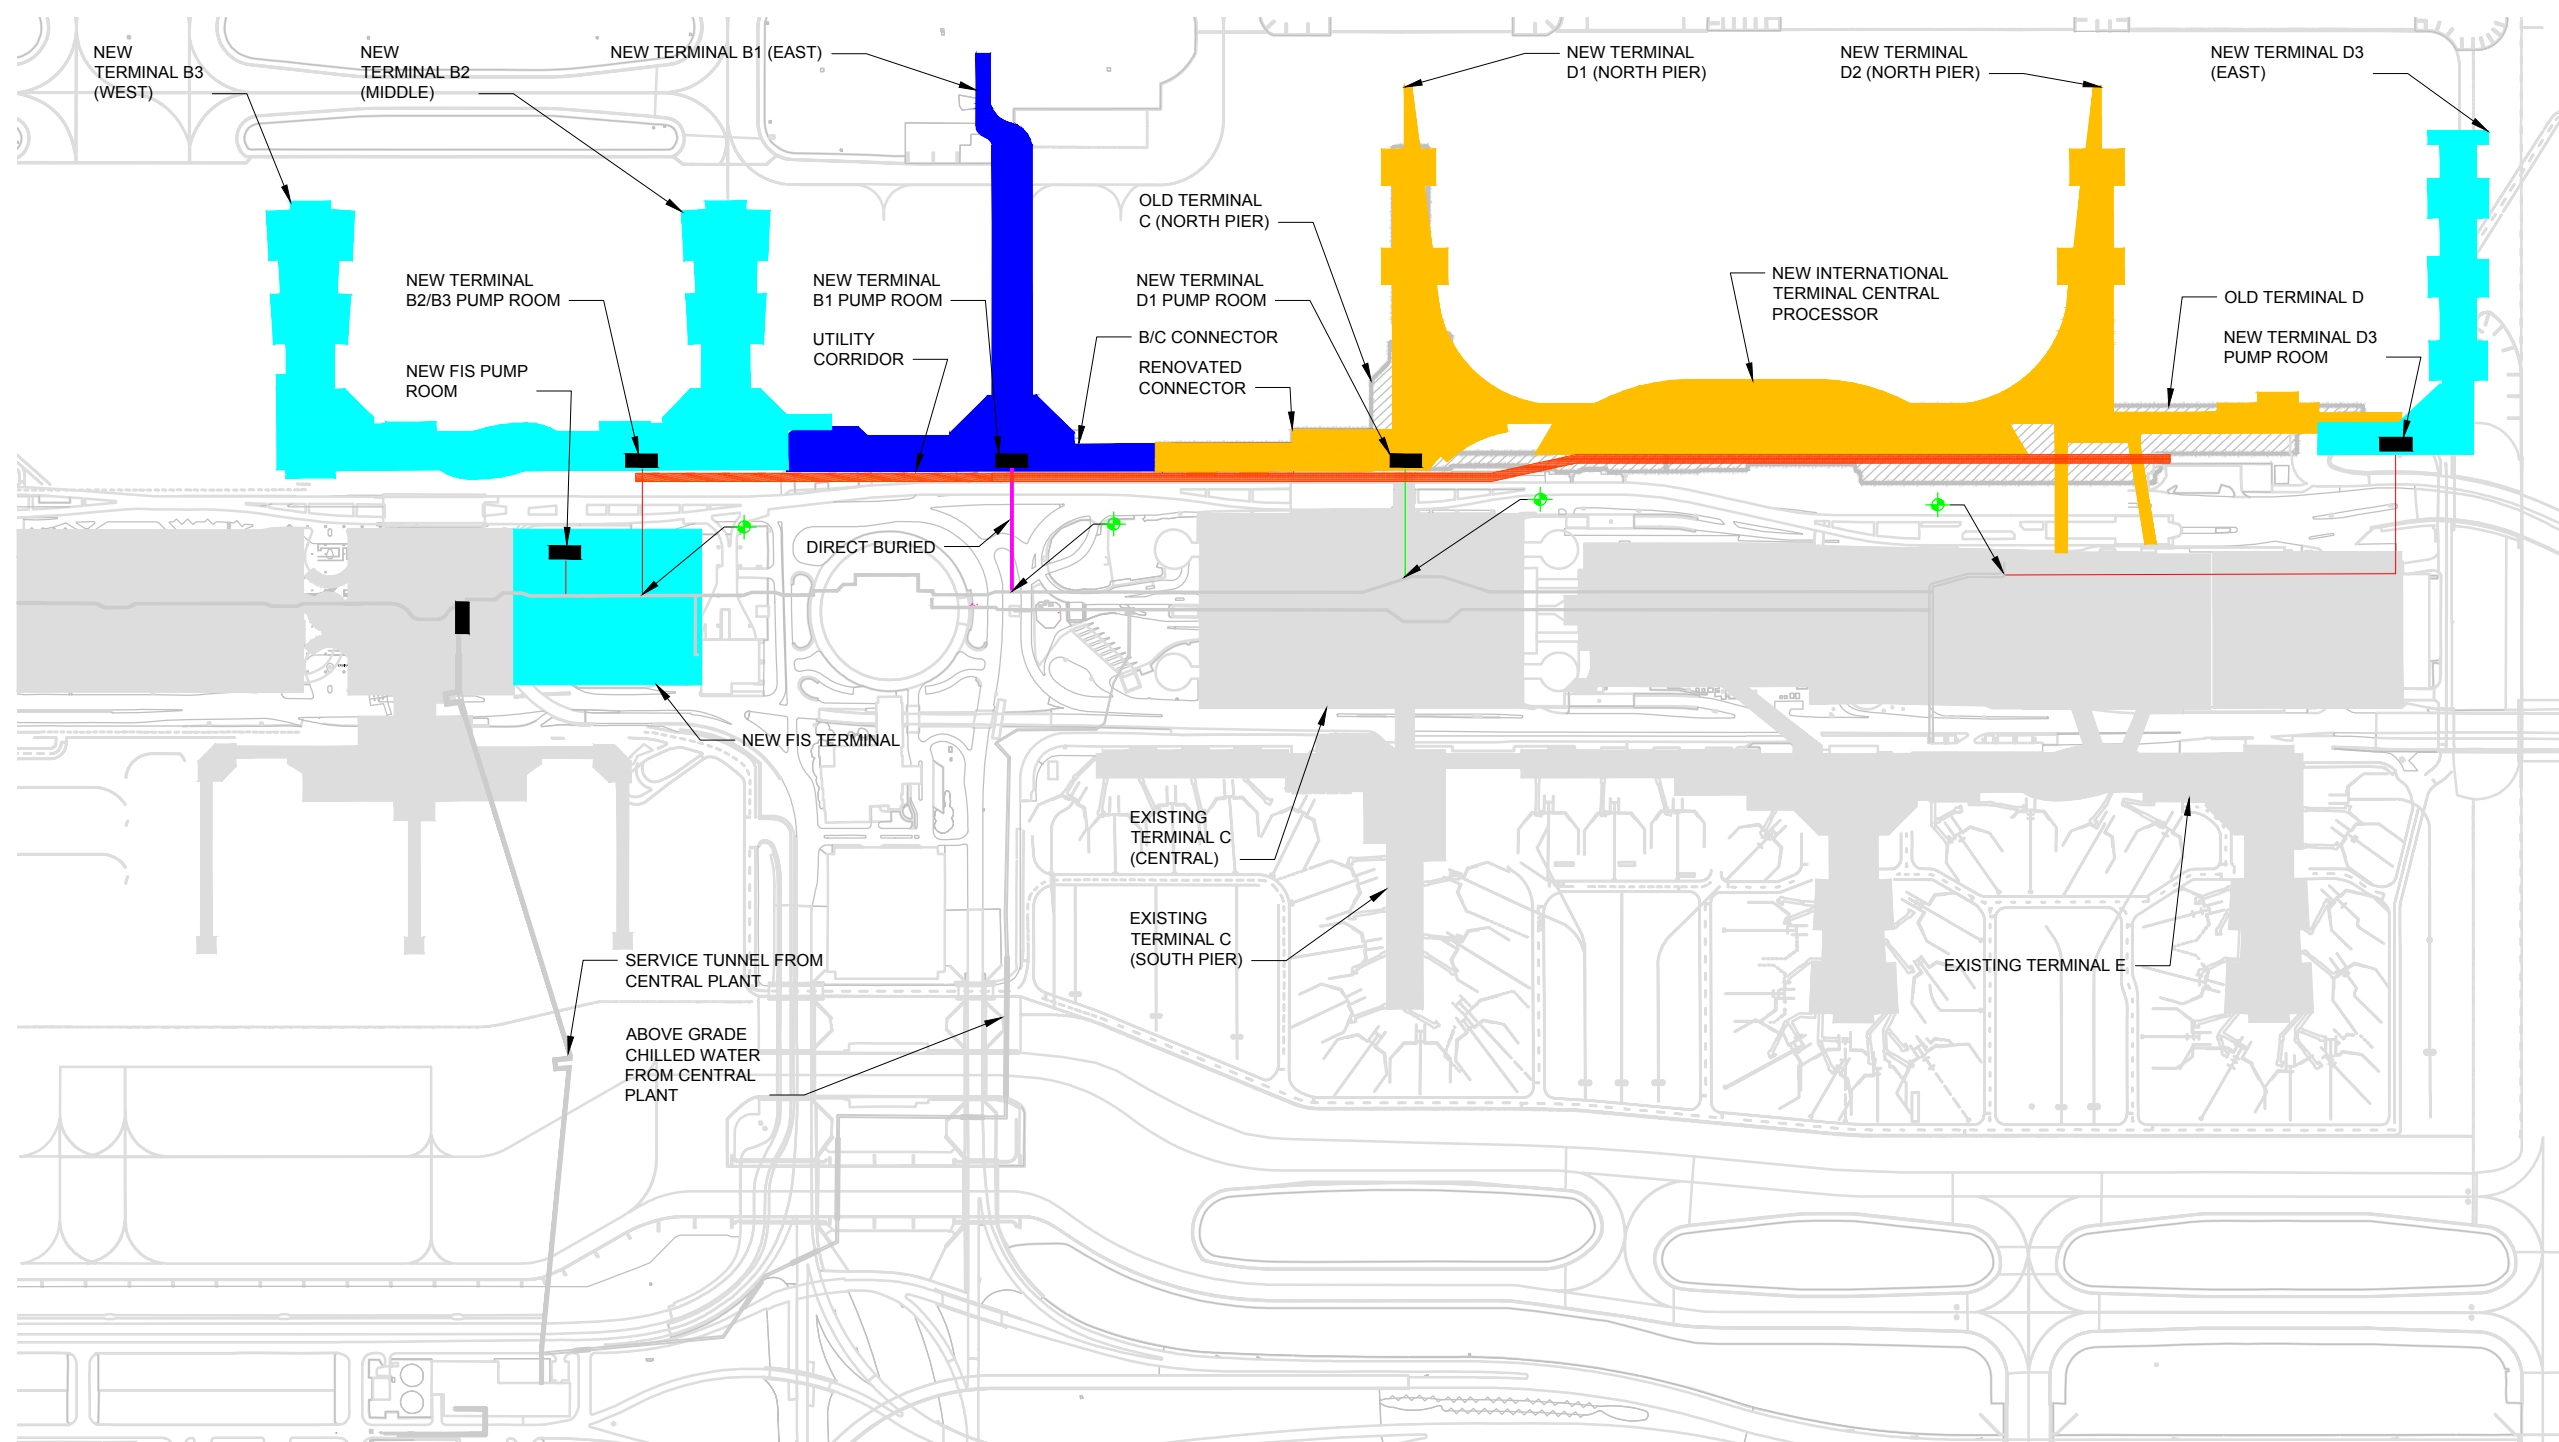 NEW
TERMINAL B3
(WEST)
NEW
TERMINAL B2
(MIDDLE)
NEW TERMINAL B1 (EAST)
NEW TERMINAL
D1 (NORTH PIER)
NEW TERMINAL
D2 (NORTH PIER)
NEW TERMINAL D3
(EAST)
OLD TERMINAL
C (NORTH PIER)
NEW TERMINAL
B2/B3 PUMP ROOM
NEW TERMINAL
B1 PUMP ROOM
NEW TERMINAL
D1 PUMP ROOM
NEW INTERNATIONAL
TERMINAL CENTRAL
PROCESSOR
OLD TERMINAL D
NEW TERMINAL D3
PUMP ROOM
UTILITY
CORRIDOR
B/C CONNECTOR
RENOVATED
CONNECTOR
NEW FIS PUMP
ROOM
DIRECT BURIED
NEW FIS TERMINAL
EXISTING
TERMINAL C
(CENTRAL)
EXISTING
TERMINAL C
(SOUTH PIER)
EXISTING TERMINAL E
SERVICE TUNNEL FROM
CENTRAL PLANT
ABOVE GRADE
CHILLED WATER
FROM CENTRAL
PLANT